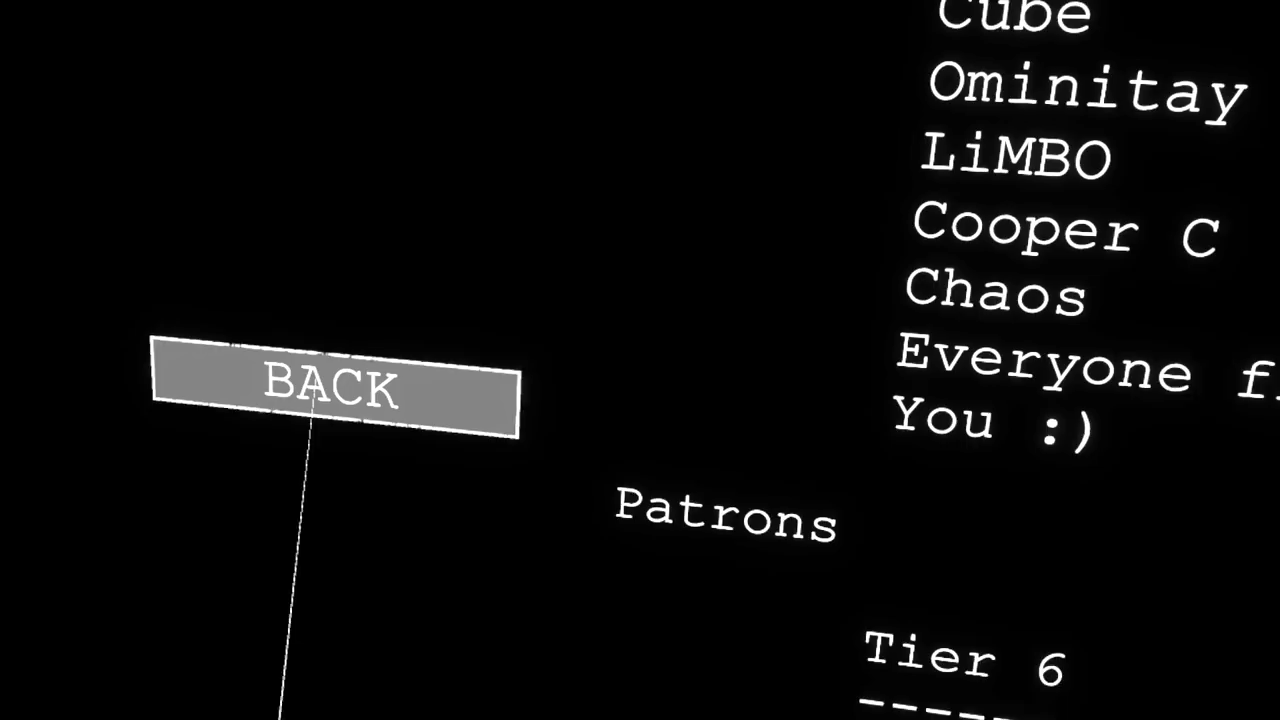 Cube
Ominitay
LiMBO
Cooper C
Chaos
Everyone
You :)
BACK
Patrons
Tier 6
-----